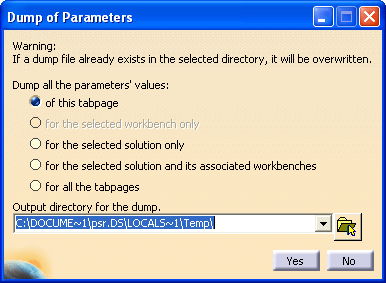 Dump of Parameters
Warning:
If a dump file already exists in the selected directory, it will be overwritten.
Dump all the parameters' values:
of this tabpage
for the selected workbench only
for the selected solution only
for the selected solution and its associated workbenches
for all the tabpages
Output directory for the dump.
C:\DOCUME~1\psr.DS\LOCALS~1\Temp\
Yes No